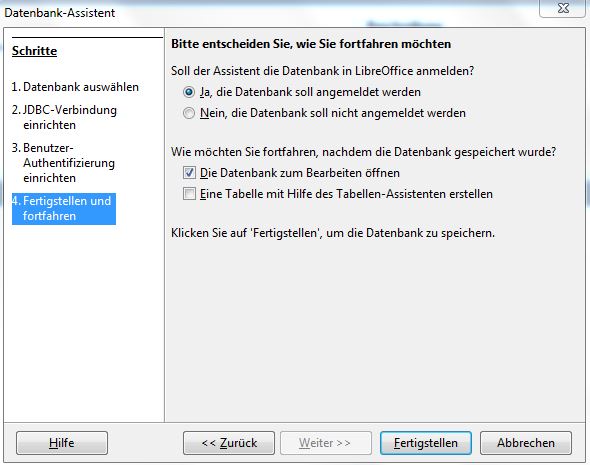 Datenbank-Assistent
Schritte
1. Datenbank auswählen
2. JDBC-Verbindung
einrichten
3. Benutzer-
Authentifizierung
einrichten
4. Fertigstellen und
fortfahren
Bitte entscheiden Sie, wie Sie fortfahren möchten
Soll der Assistent die Datenbank in LibreOffice anmelden?
Ja, die Datenbank soll angemeldet werden
Nein, die Datenbank soll nicht angemeldet werden
Wie möchten Sie fortfahren, nachdem die Datenbank gespeichert wurde?
Die Datenbank zum Bearbeiten öffnen
Eine Tabelle mit Hilfe des Tabellen-Assistenten erstellen
Klicken Sie auf 'Fertigstellen', um die Datenbank zu speichern.
Hilfe
<< Zurück
Weiter >>
Fertigstellen
Abbrechen